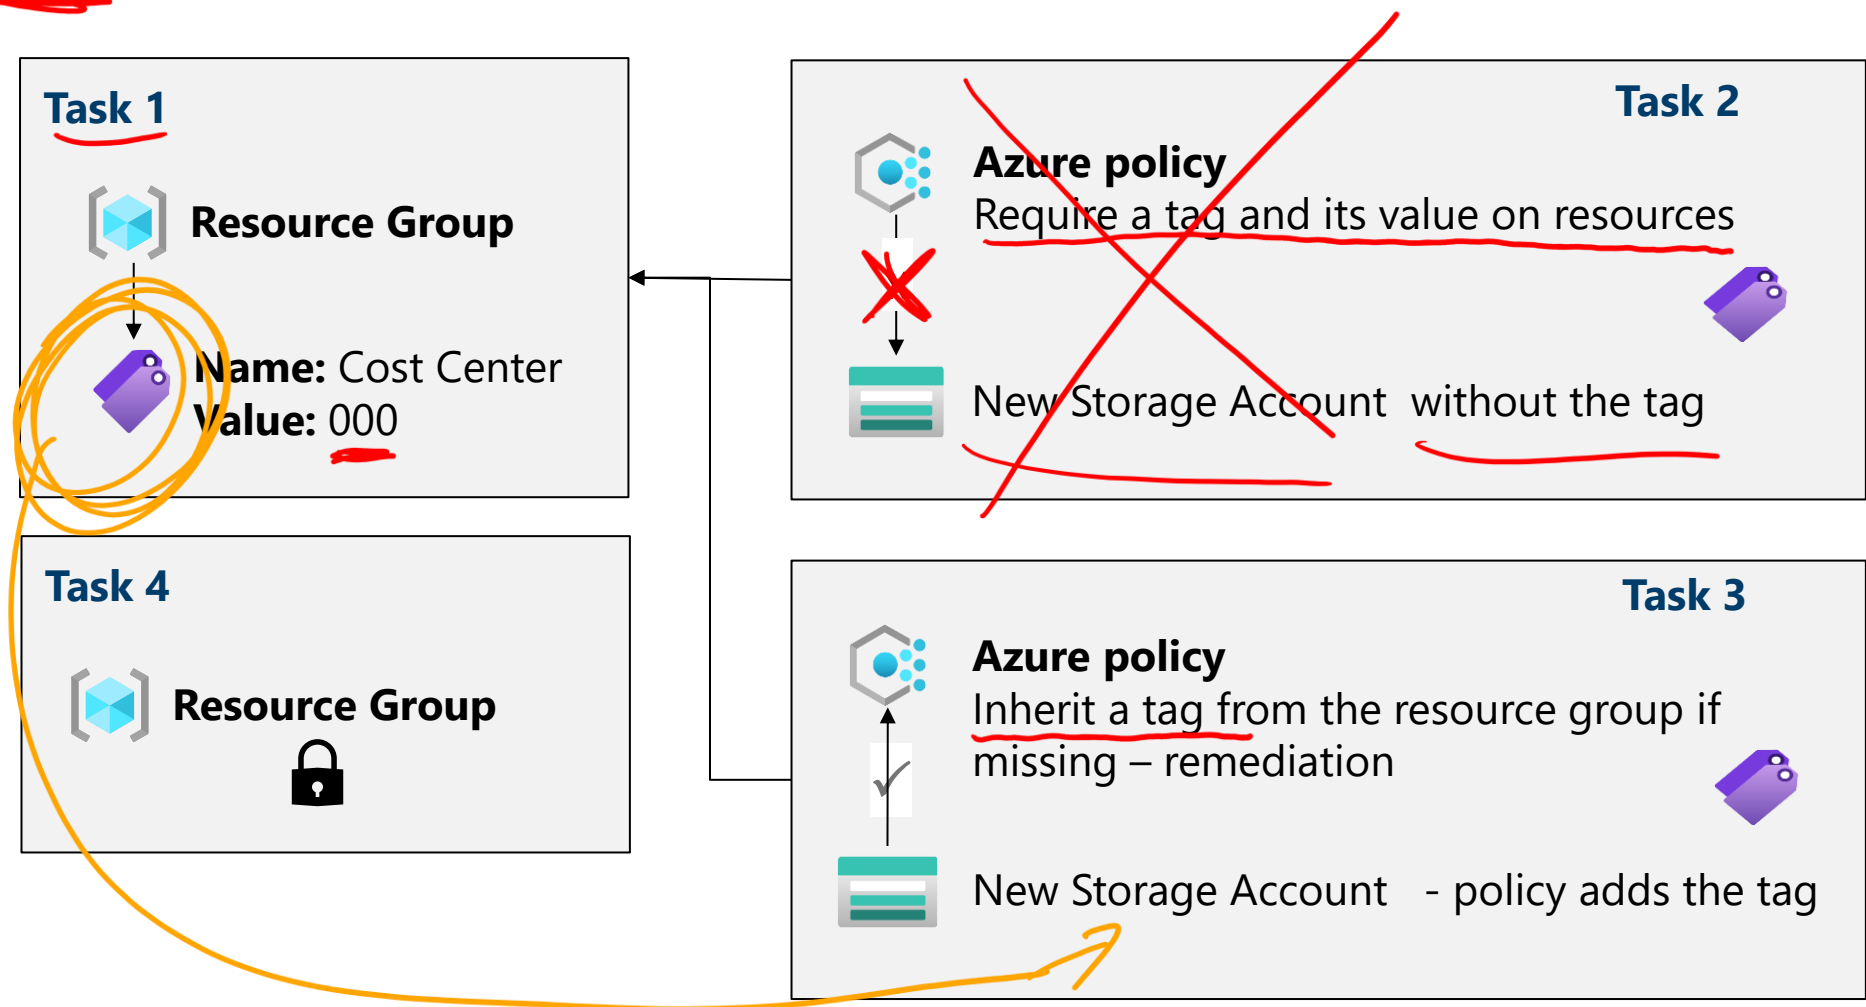 Task 1
Resource Group
Name: Cost Center
Value: 000
Task 2
Azure policy
Require a tag and its value on resources
New Storage Account without the tag
Task 4
Resource Group
Task 3
Azure policy
Inherit a tag from the resource group if
missing – remediation
New Storage Account - policy adds the tag